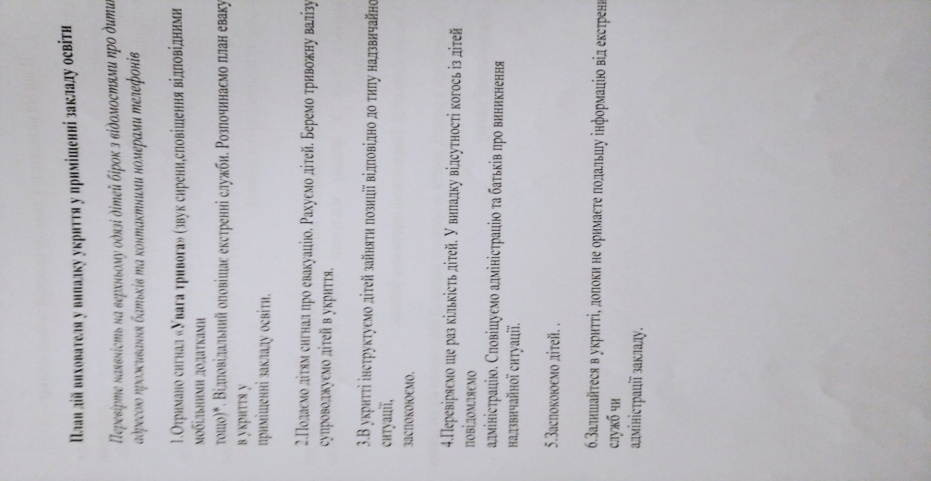 План дій вихователя у випадку укриття у приміщенні закладу освіти
Перевірте наявність на верхньому одязі дітей бірок з відомостями про дитин
адресою проживання батьків та контактними номерами телефонів
1.Отримано сигнал «Увага тривога» (звук сирени,сповіщення відповідними
мобільними додатками
тощо)*. Відповідальний оповіщає екстренні служби. Розпочинаємо план еваку
в укриття у
приміщенні закладу освіти.
2.Подаємо дітям сигнал про евакуацію. Рахуємо дітей. Беремо тривожну валізу
супроводжуємо дітей в укриття.
3.В укритті інструктуємо дітей зайняти позиції відповідно до типу надзвичайно
ситуації,
заспокоюємо.
4.Перевіряємо ще раз кількість дітей. У випадку відсутності когось із дітей
повідомляємо
адміністрацію. Сповіщуємо адміністрацію та батьків про виникнення
надзвичайної ситуації.
5.Заспокоюємо дітей. .
6.Залишайтеся в укритті, допоки не оримаєте подальшу інформацію від екстрени
служб чи
адміністрації закладу.